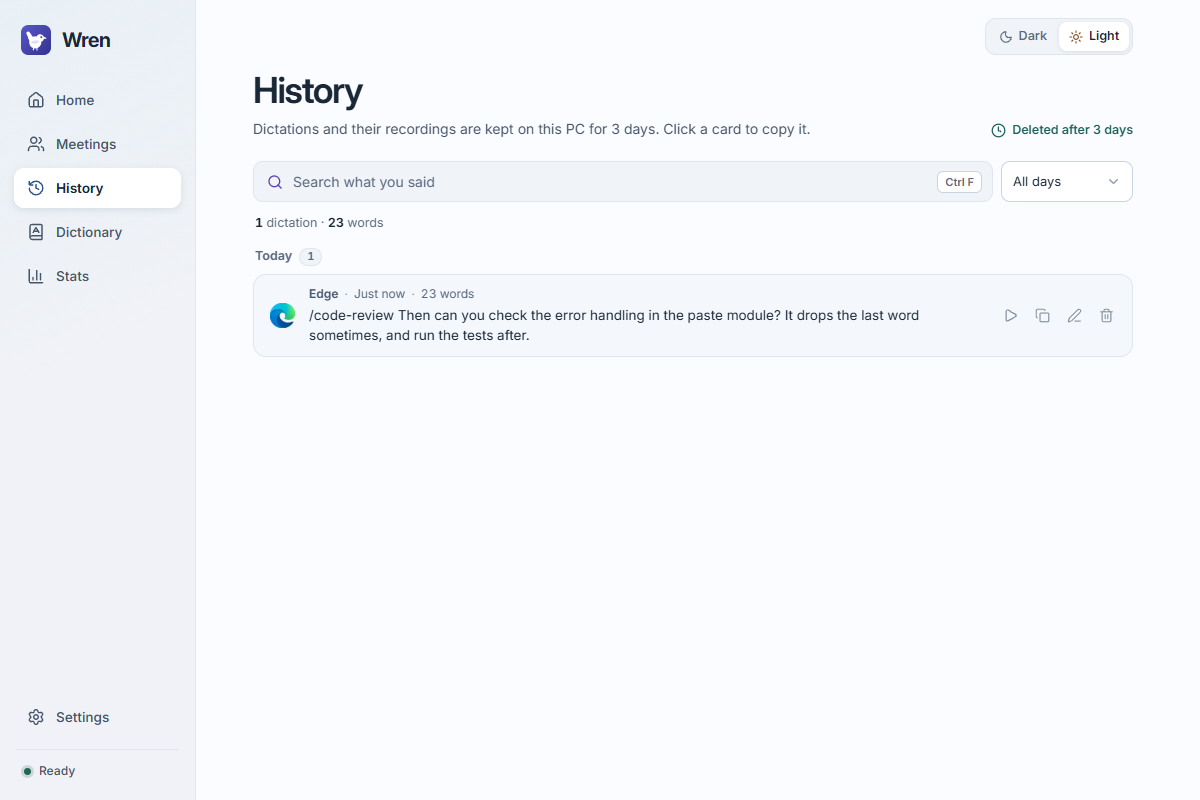 Wren
Dark
Light
Home
Meetings
History
Dictionary
Stats
History
Dictations and their recordings are kept on this PC for 3 days. Click a card to copy it.
Deleted after 3 days
Search what you said
Ctrl F
All days
1 dictation · 23 words
Today 1
Edge · Just now · 23 words
/code-review Then can you check the error handling in the paste module? It drops the last word
sometimes, and run the tests after.
Settings
Ready